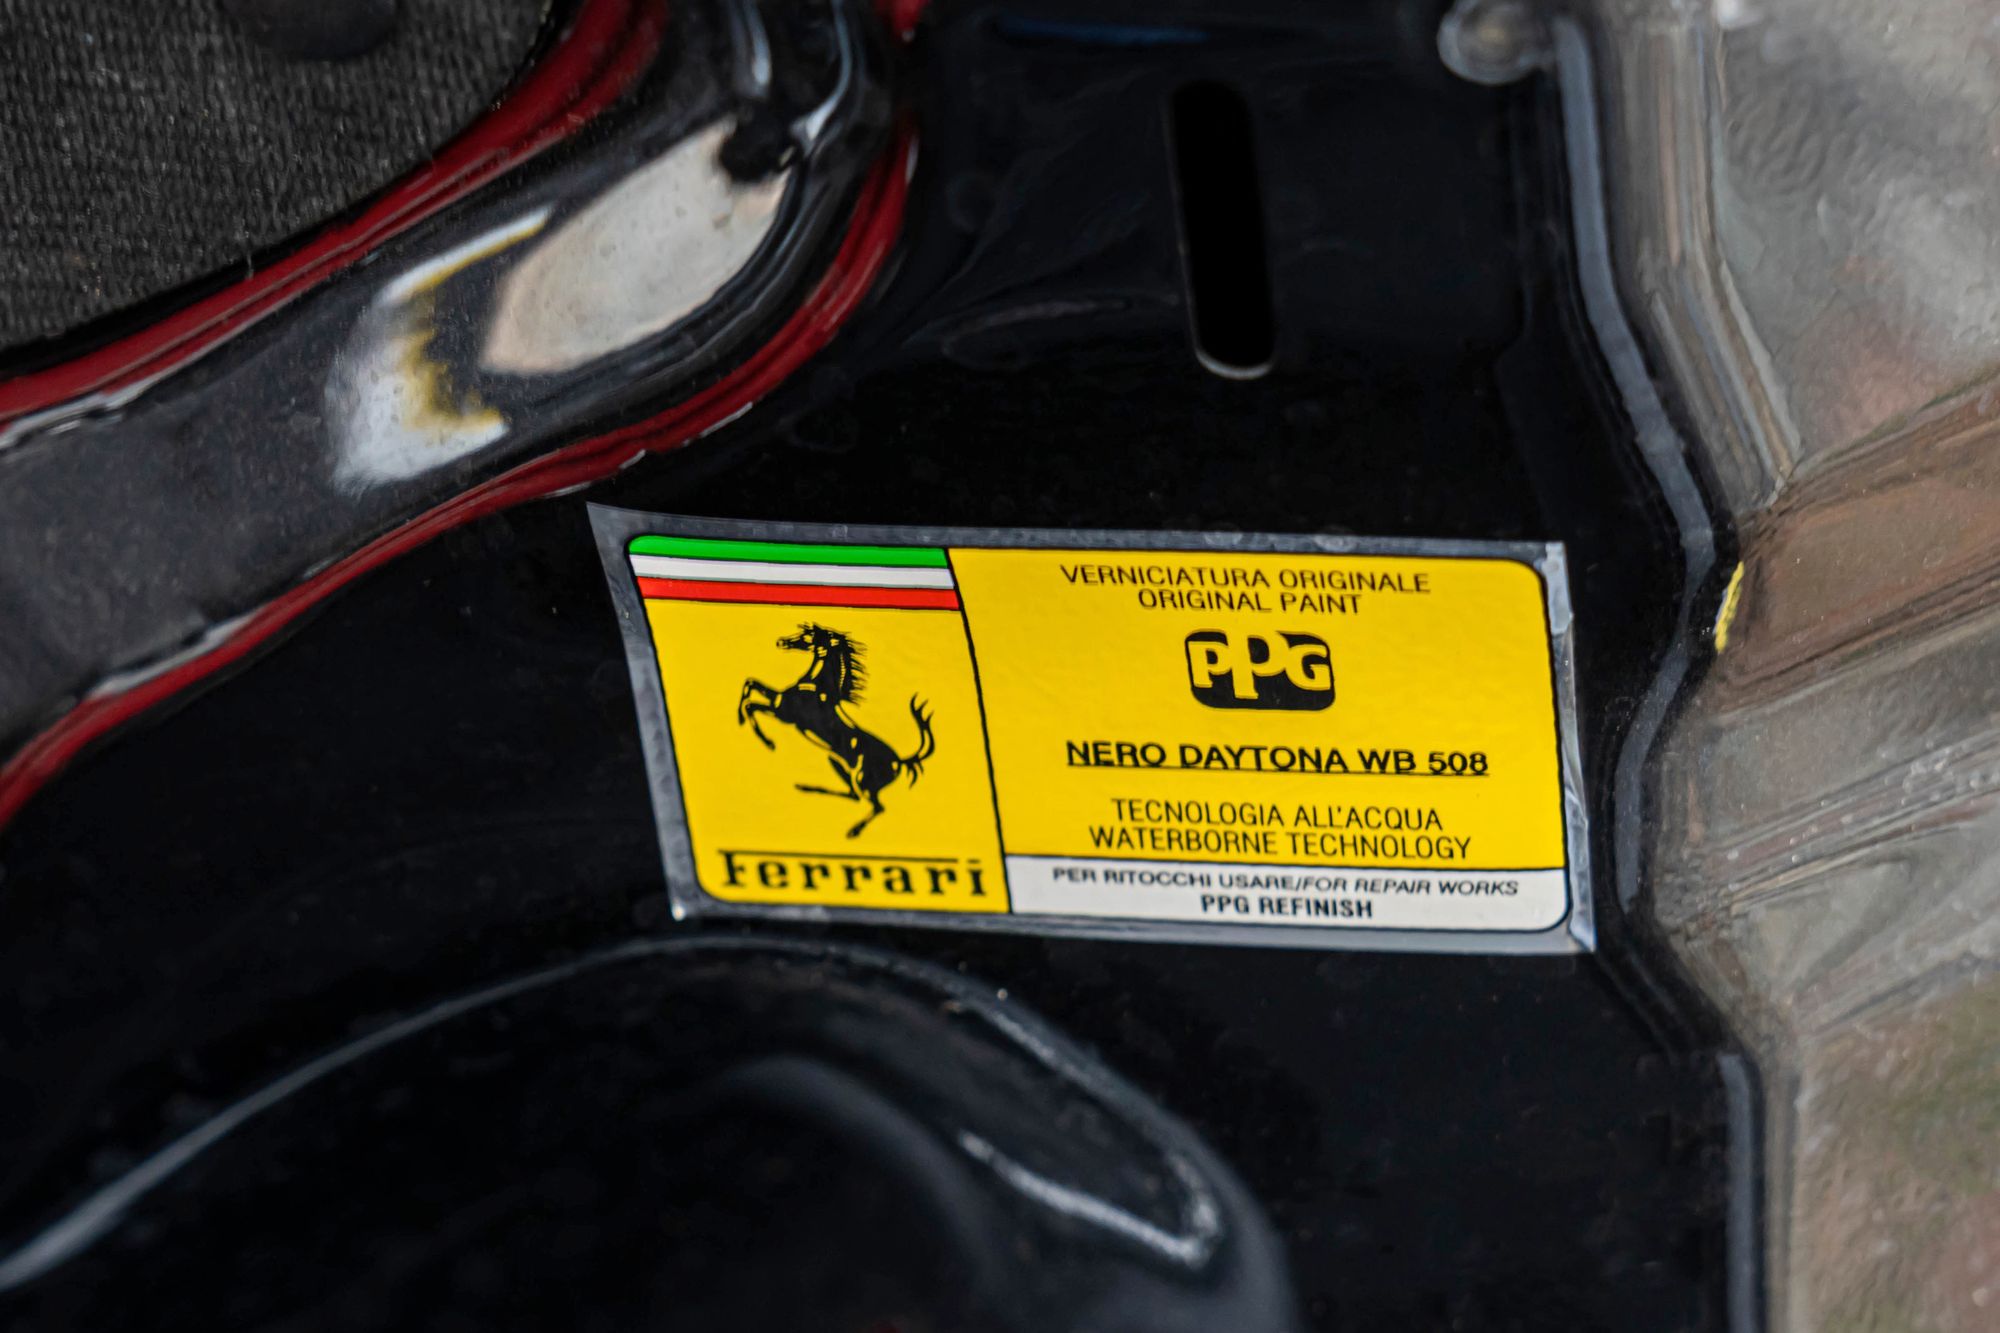 VERNICIATURA ORIGINALE
ORIGINAL PAINT
PPG
NERO DAYTONA WB 508
TECNOLOGIA ALL'ACQUA
WATERBORNE TECHNOLOGY
PER RITOCCHI USARE/FOR REPAIR WORKS
PPG REFINISH
Ferrari